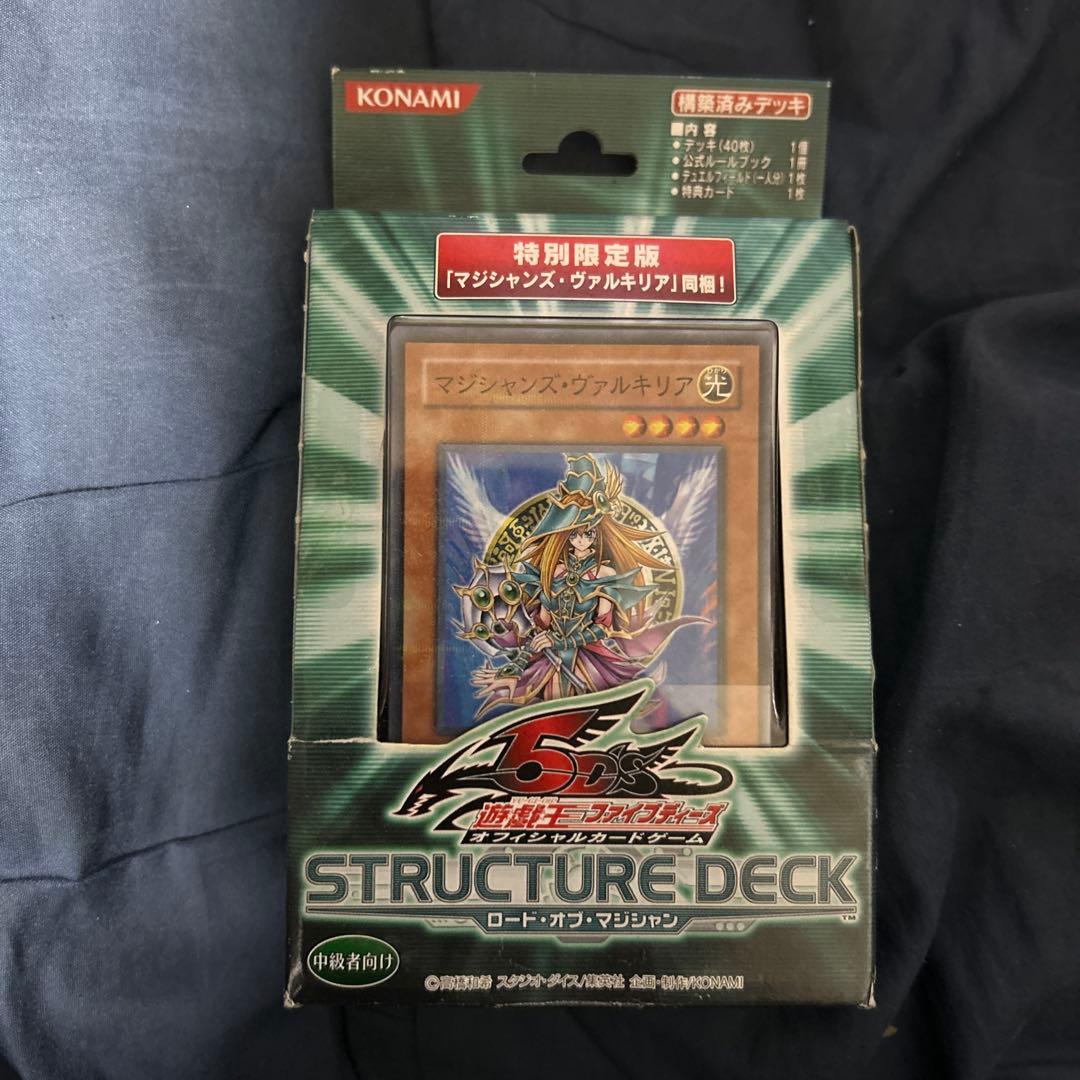 KONAMI
構築済みデッキ
■内 容
●デッキ(40枚) 1個
●公式ルールブック 1冊
●デュエルフィールド(一人分) 1枚
●特典カード 1枚
特別限定版
「マジシャンズ・ヴァルキリア」同梱!
マジシャンズ・ヴァルキリア
ひかり
光
5D's
遊戯王ファイブディーズ
オフィシャルカードゲーム
STRUCTURE DECK
TM
ロード・オブ・マジシャン
中級者向け
©高橋和希 スタジオ・ダイス/集英社 企画・制作/KONAMI